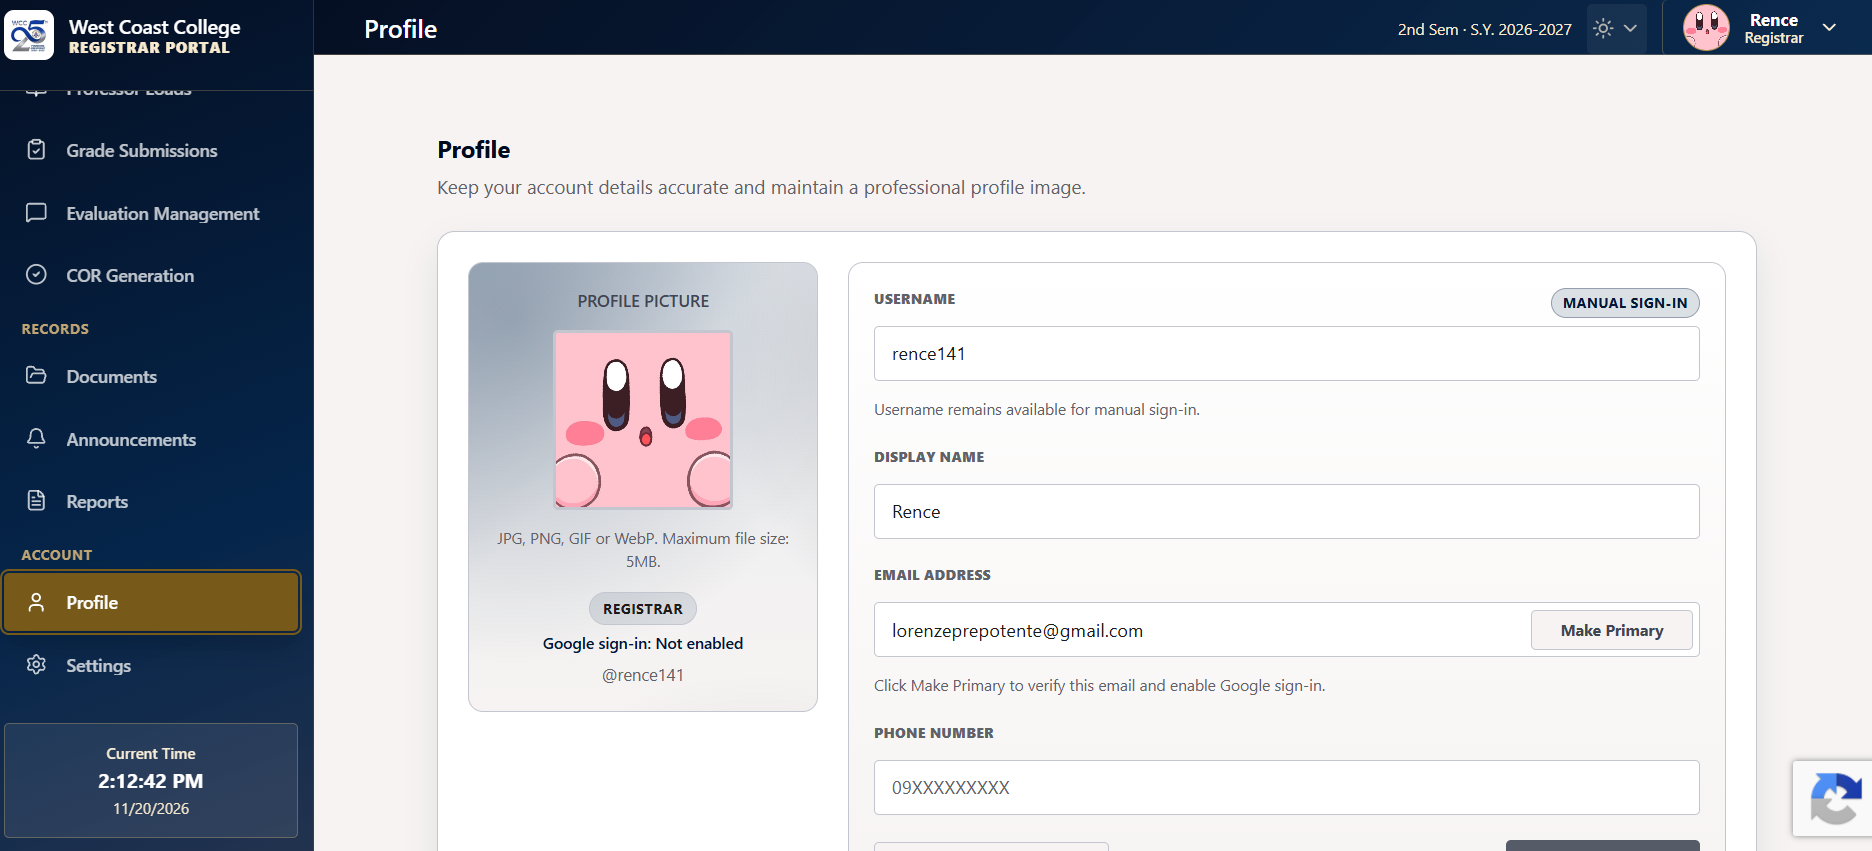 WCC
25
West Coast College
REGISTRAR PORTAL
Professor Loads
Grade Submissions
Evaluation Management
COR Generation
RECORDS
Documents
Announcements
Reports
ACCOUNT
Profile
Settings
Current Time
2:12:42 PM
11/20/2026
Profile
2nd Sem · S.Y. 2026-2027
Rence
Registrar
Profile
Keep your account details accurate and maintain a professional profile image.
PROFILE PICTURE
JPG, PNG, GIF or WebP. Maximum file size:
5MB.
REGISTRAR
Google sign-in: Not enabled
@rence141
USERNAME
MANUAL SIGN-IN
rence141
Username remains available for manual sign-in.
DISPLAY NAME
Rence
EMAIL ADDRESS
lorenzeprepotente@gmail.com
Make Primary
Click Make Primary to verify this email and enable Google sign-in.
PHONE NUMBER
09XXXXXXXXX